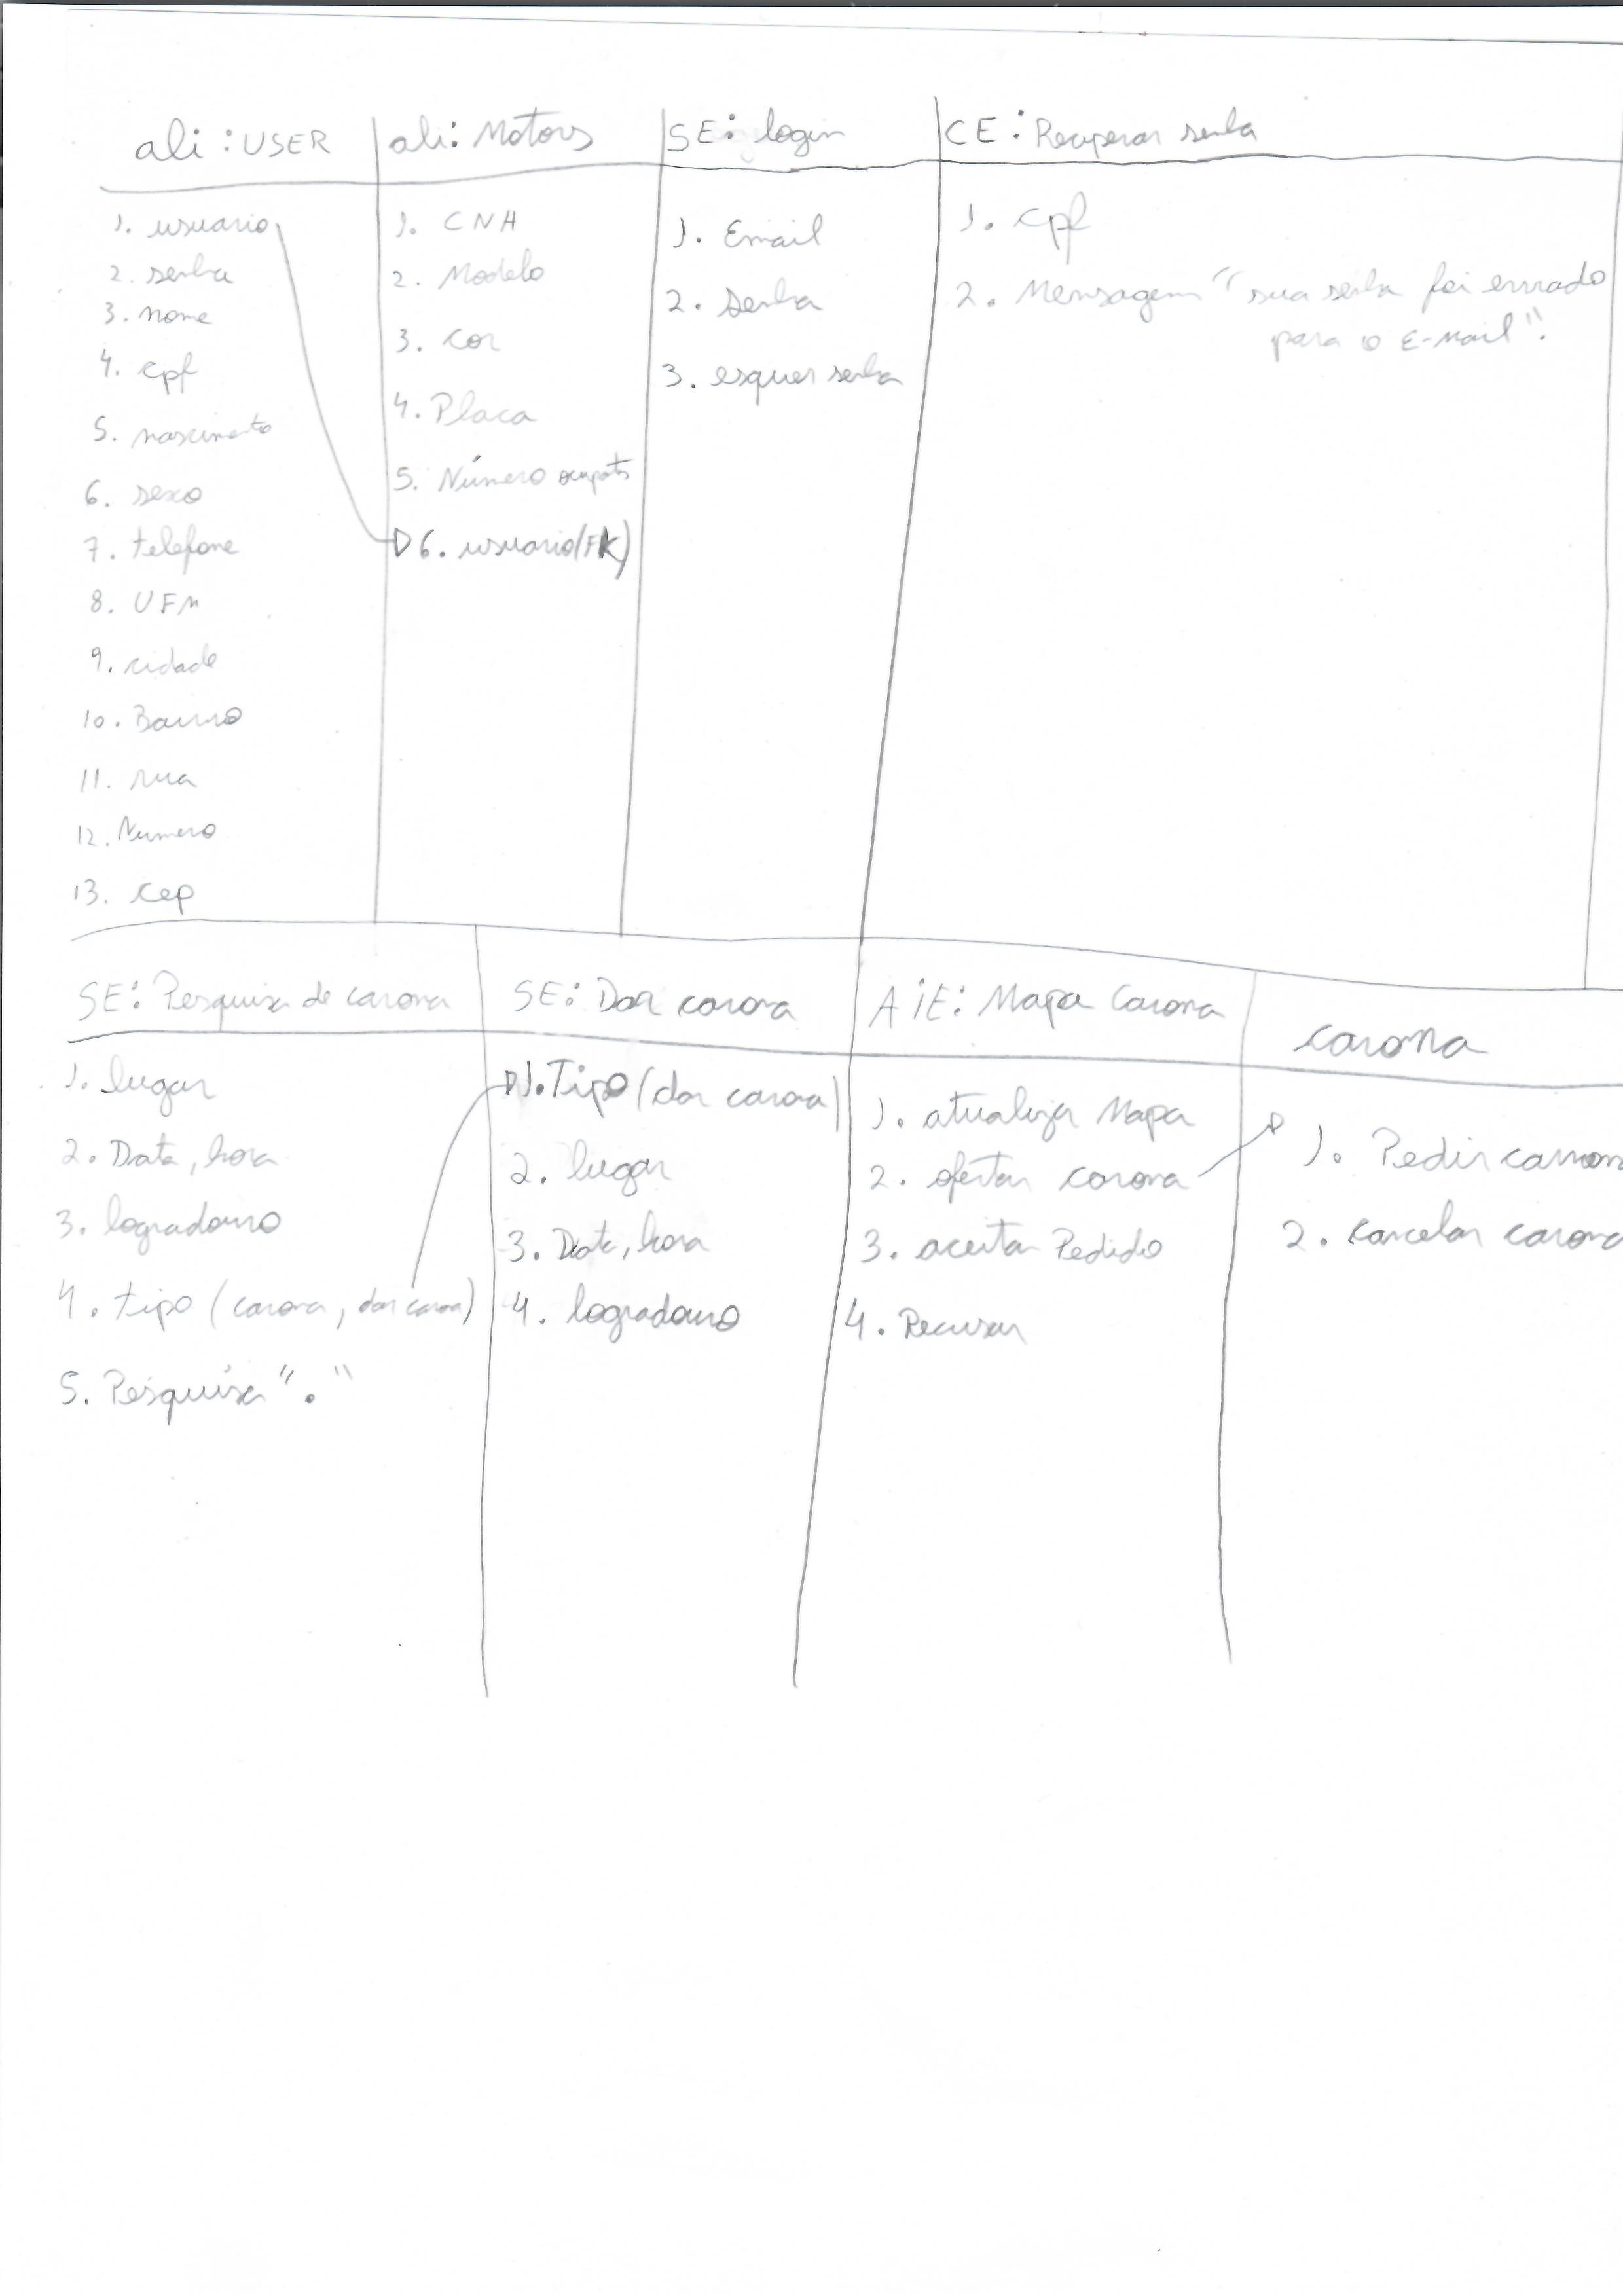 ali : USER
1. usuario
2. senha
3. nome
4. cpf
5. nascimento
6. sexo
7. telefone
8. UF
9. cidade
10. Bairro
11. rua
12. Numero
13. cep
ali: Motors
1. CNH
2. Modelo
3. cor
4. Placa
5. Número
6. usuario(FK)
SE: login
1. Email
2. senha
3. senha
CE: Recuperar senha
1. cpf
2. Mensagem "sua senha foi
para o E-Mail".
SE: Pesquisa de carona
1. lugar
2. Data, hora
3. logradouro
4. tipo (carona, dar carona)
5. Pesquisa "."
SE: Dar carona
1. Tipo (dar carona)
2. lugar
3. Data, hora
4. logradouro
AiE: Mapa Carona
1. atualiza Mapa
2. ofertar carona
3. aceitar Pedido
4. Recusar
carona
1. Pedir carona
2. cancelar carona